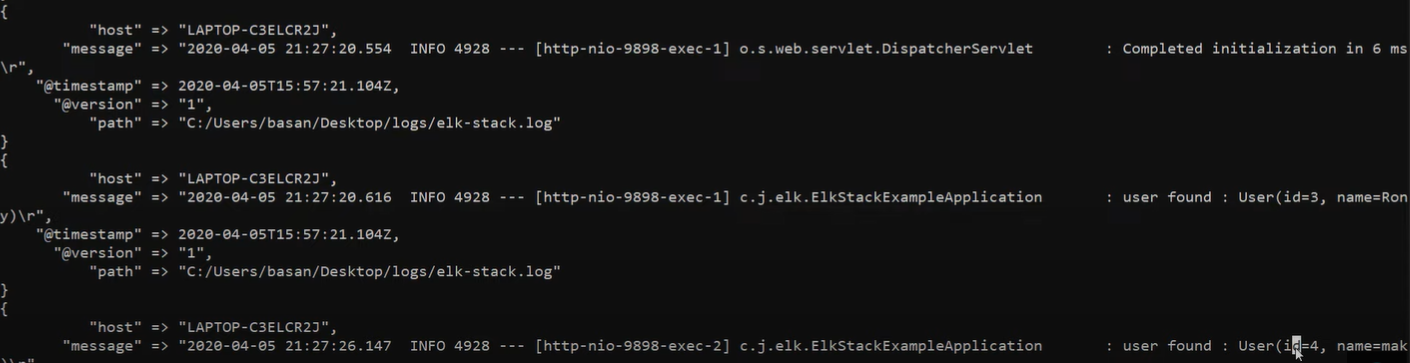 {
"host" => "LAPTOP-C3ELCR2J",
"message" => "2020-04-05 21:27:20.554  INFO 4928 --- [http-nio-9898-exec-1] o.s.web.servlet.DispatcherServlet        : Completed initialization in 6 ms
\r",
"@timestamp" => 2020-04-05T15:57:21.104Z,
"@version" => "1",
"path" => "C:/Users/basan/Desktop/logs/elk-stack.log"
}
{
"host" => "LAPTOP-C3ELCR2J",
"message" => "2020-04-05 21:27:20.616  INFO 4928 --- [http-nio-9898-exec-1] c.j.elk.ElkStackExampleApplication       : user found : User(id=3, name=Ron
y)\r",
"@timestamp" => 2020-04-05T15:57:21.104Z,
"@version" => "1",
"path" => "C:/Users/basan/Desktop/logs/elk-stack.log"
}
{
"host" => "LAPTOP-C3ELCR2J",
"message" => "2020-04-05 21:27:26.147  INFO 4928 --- [http-nio-9898-exec-2] c.j.elk.ElkStackExampleApplication       : user found : User(id=4, name=mak